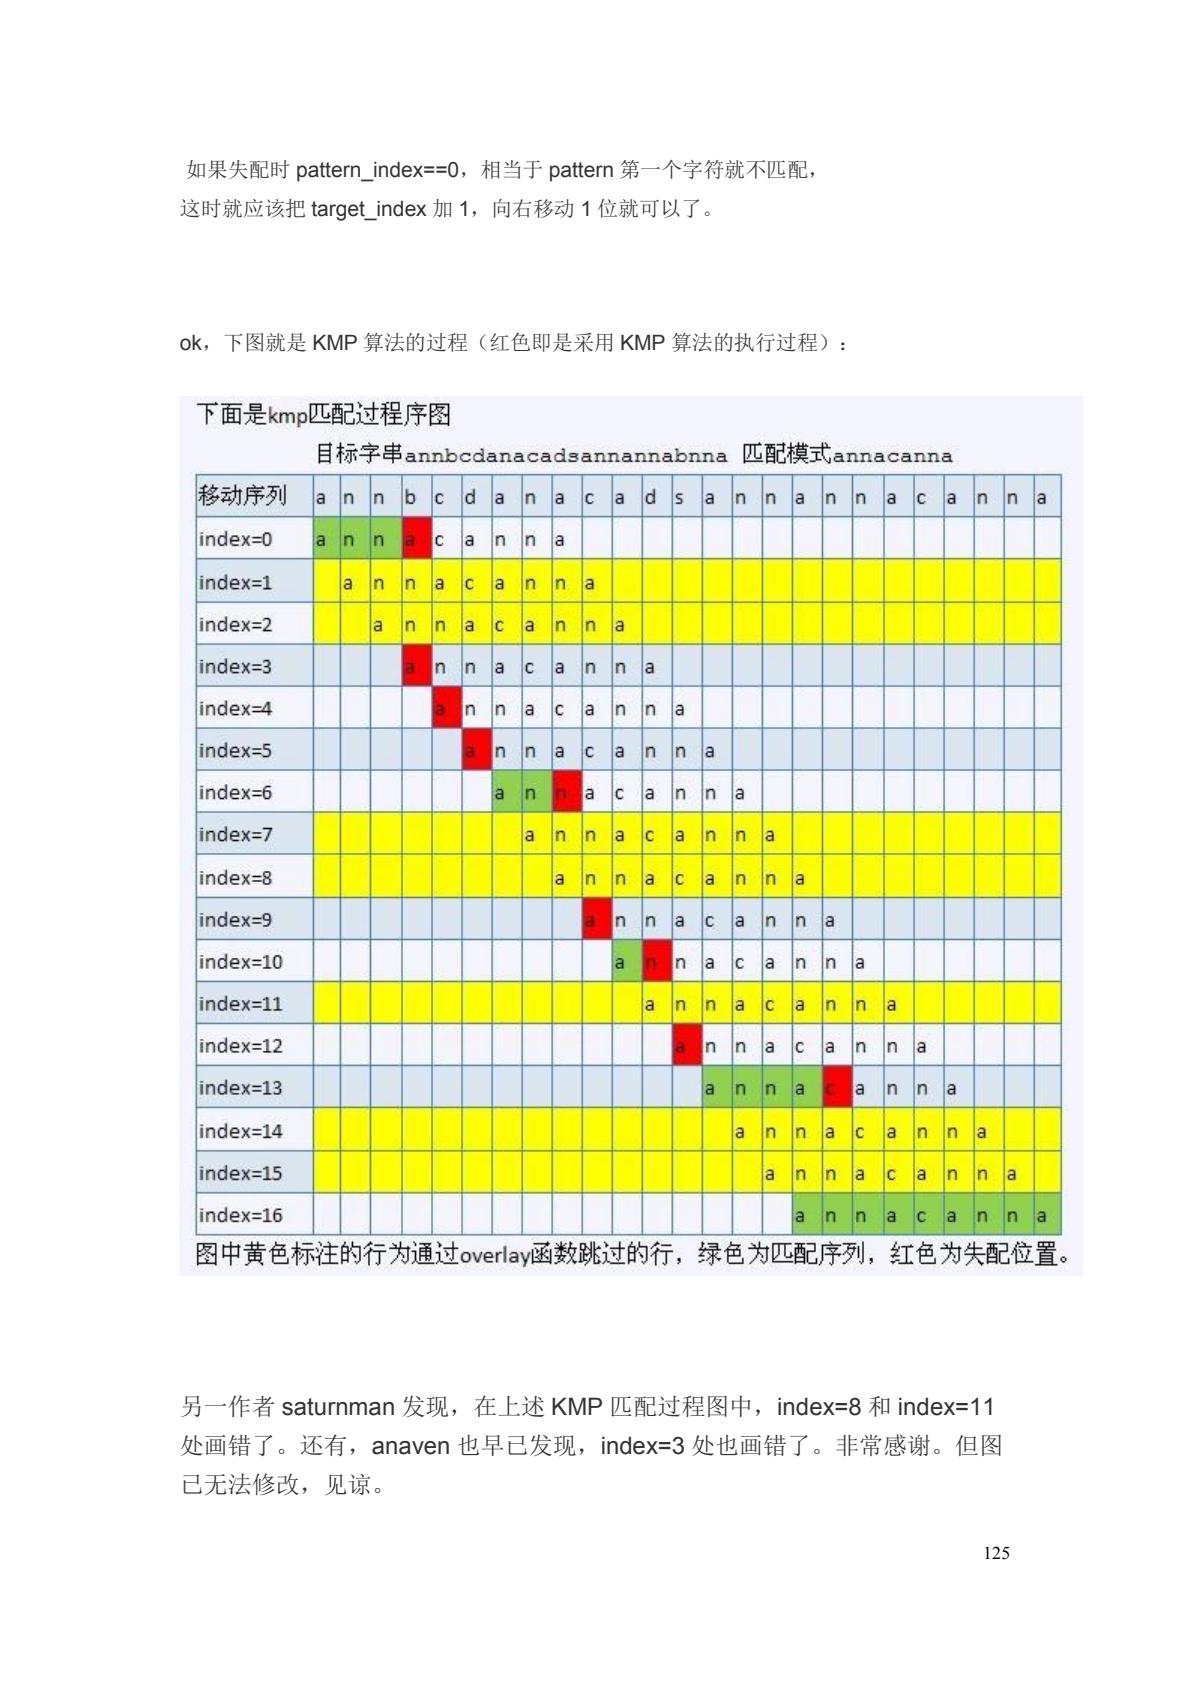 如果失配时 pattern_index==0，相当于 pattern 第一个字符就不匹配，
这时就应该把 target_index 加 1，向右移动 1 位就可以了。
ok，下图就是 KMP 算法的过程（红色即是采用 KMP 算法的执行过程）：
下面是kmp匹配过程序图
目标字串annbcdanacadsannannabnna 匹配模式annacanna
移动序列 a n n b c d a n a c a d s a n n a n n a c a n n a
index=0 a n n a c a n n a
index=1 a n n a c a n n a
index=2 a n n a c a n n a
index=3 a n n a c a n n a
index=4 a n n a c a n n a
index=5 a n n a c a n n a
index=6 a n n a c a n n a
index=7 a n n a c a n n a
index=8 a n n a c a n n a
index=9 a n n a c a n n a
index=10 a n n a c a n n a
index=11 a n n a c a n n a
index=12 a n n a c a n n a
index=13 a n n a c a n n a
index=14 a n n a c a n n a
index=15 a n n a c a n n a
index=16 a n n a c a n n a
图中黄色标注的行为通过overlay函数跳过的行，绿色为匹配序列，红色为失配位置。
另一作者 saturnman 发现，在上述 KMP 匹配过程图中，index=8 和 index=11
处画错了。还有，anaven 也早已发现，index=3 处也画错了。非常感谢。但图
已无法修改，见谅。
125